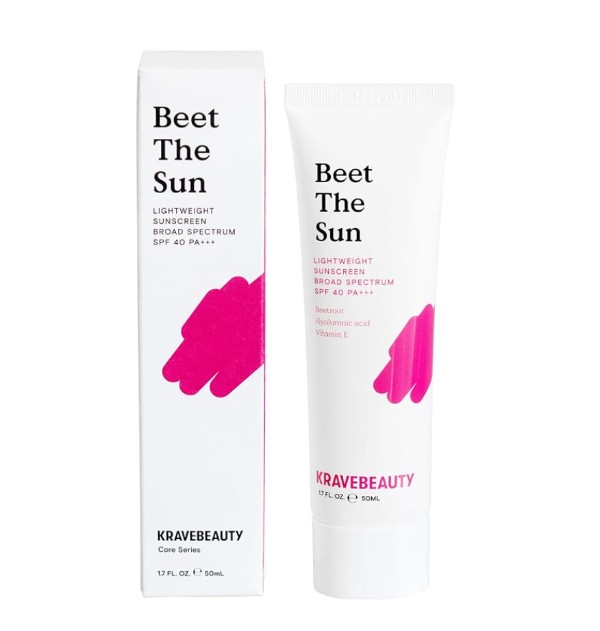 Beet
The
Sun
LIGHTWEIGHT
SUNSCREEN
BROAD SPECTRUM
SPF 40 PA+++
KRAVEBEAUTY
Core Series
1.7 FL. OZ. ℮ 50mL
Beet
The
Sun
LIGHTWEIGHT
SUNSCREEN
BROAD SPECTRUM
SPF 40 PA+++
Beetroot
Hyaluronic acid
Vitamin E
KRAVEBEAUTY
1.7 FL. OZ. ℮ 50ML